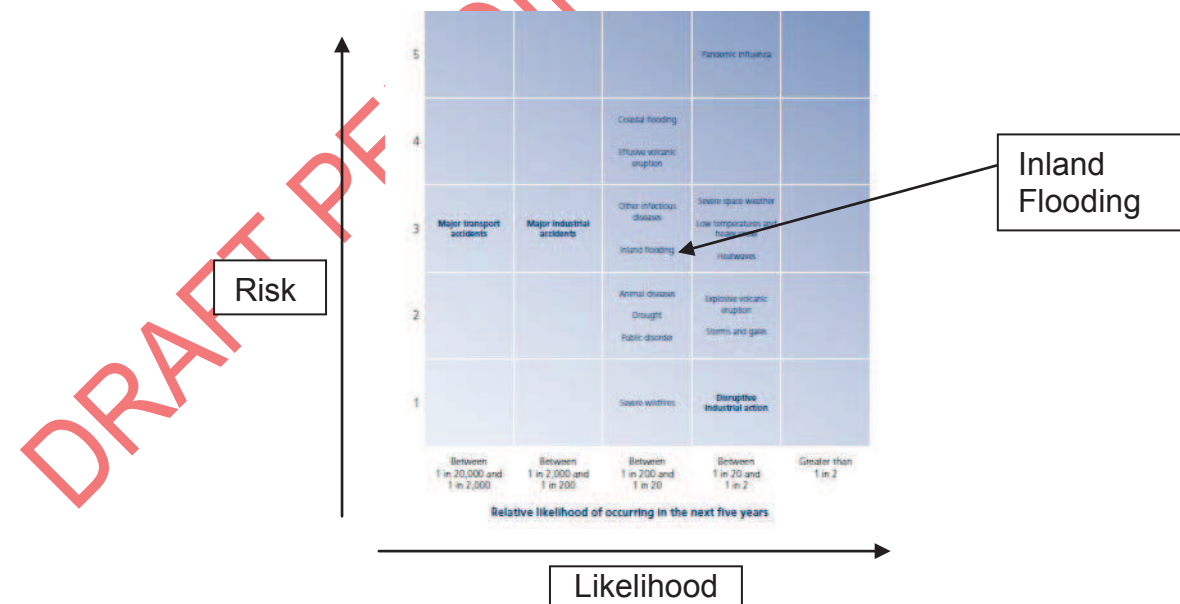 DRAFT
5
Pandemic influenza
4
Coastal flooding
Effusive volcanic
eruption
3
Major transport
accidents
Major industrial
accidents
Other infectious
diseases
Inland flooding
Severe space weather
Low temperatures and
heavy snow
Heatwaves
2
Animal diseases
Drought
Public disorder
Explosive volcanic
eruption
Storms and gales
1
Severe wildfires
Disruptive
industrial action
Between
1 in 20,000 and
1 in 2,000
Between
1 in 2,000 and
1 in 200
Between
1 in 200 and
1 in 20
Between
1 in 20 and
1 in 2
Greater than
1 in 2
Relative likelihood of occurring in the next five years
Risk
Likelihood
Inland
Flooding